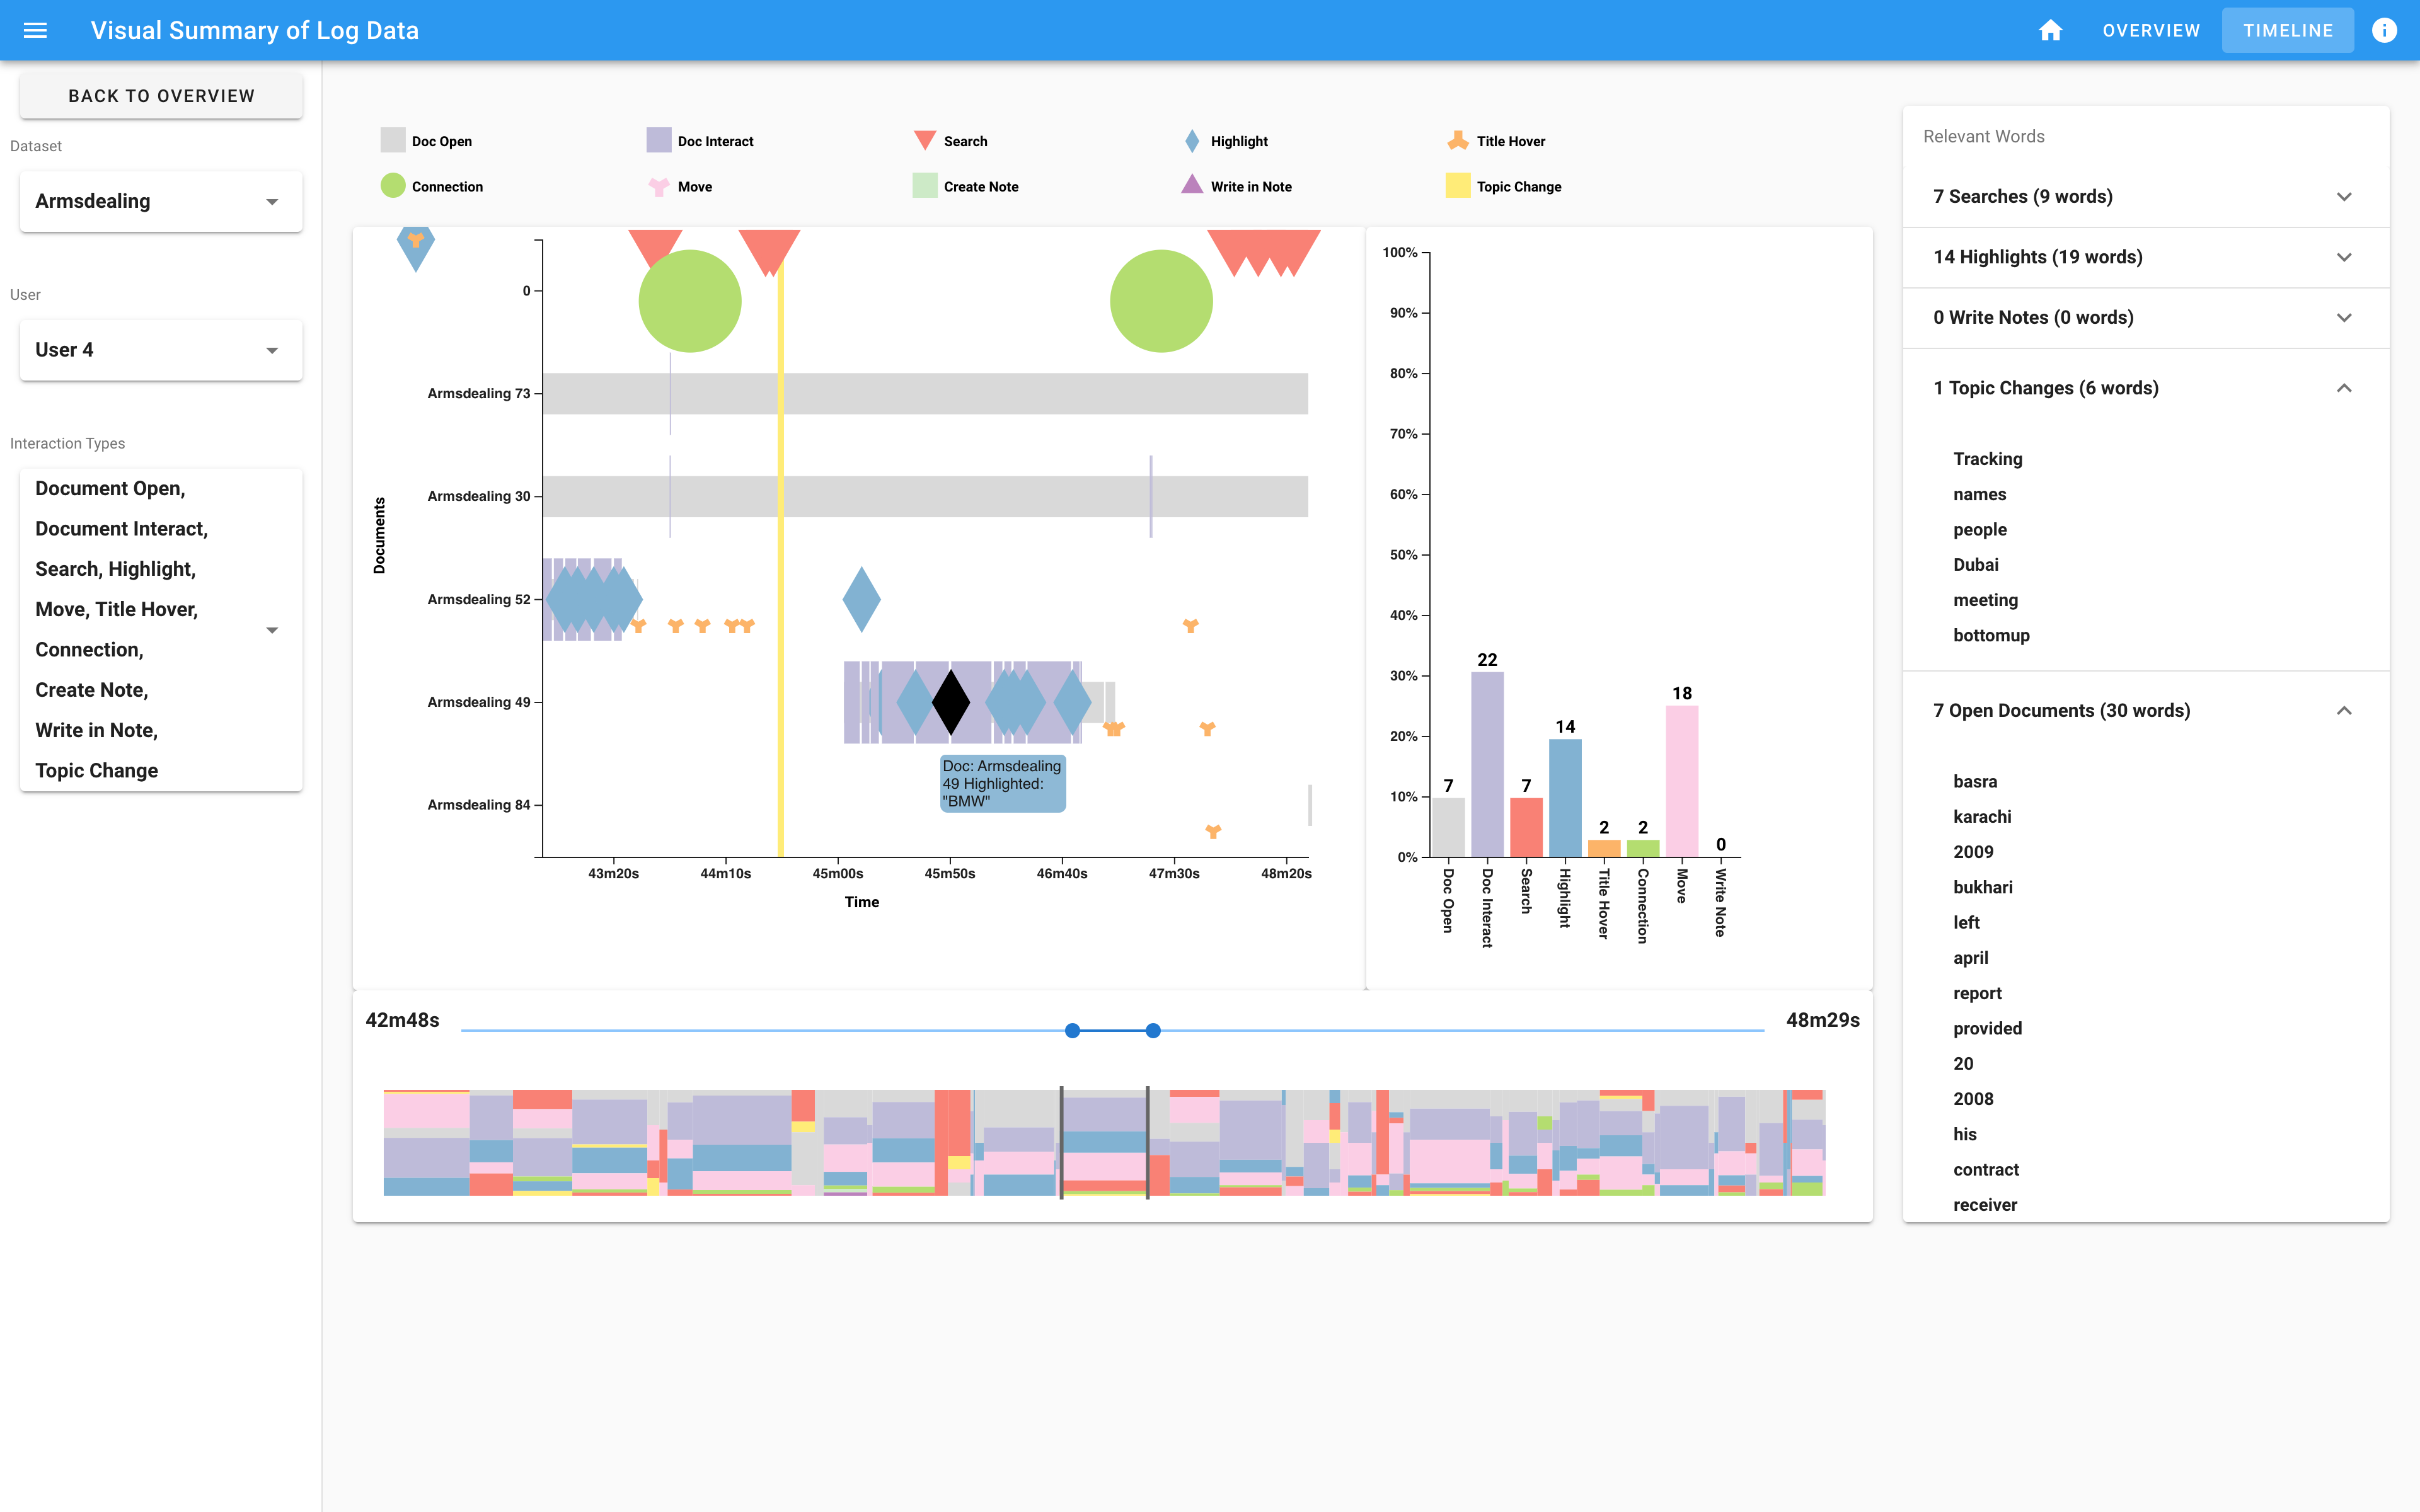 Visual Summary of Log Data
OVERVIEW
TIMELINE
BACK TO OVERVIEW
Dataset
Armsdealing
User
User 4
Interaction Types
Document Open,
Document Interact,
Search, Highlight,
Move, Title Hover,
Connection,
Create Note,
Write in Note,
Topic Change
Doc Open
Doc Interact
Search
Highlight
Title Hover
Connection
Move
Create Note
Write in Note
Topic Change
Documents
0
Armsdealing 73
Armsdealing 30
Armsdealing 52
Armsdealing 49
Armsdealing 84
Doc: Armsdealing
49 Highlighted:
"BMW"
43m20s
44m10s
45m00s
45m50s
46m40s
47m30s
48m20s
Time
100%
90%
80%
70%
60%
50%
40%
30%
20%
10%
0%
7
22
7
14
2
2
18
0
Doc Open
Doc Interact
Search
Highlight
Title Hover
Connection
Move
Write Note
42m48s
48m29s
Relevant Words
7 Searches (9 words)
14 Highlights (19 words)
0 Write Notes (0 words)
1 Topic Changes (6 words)
Tracking
names
people
Dubai
meeting
bottomup
7 Open Documents (30 words)
basra
karachi
2009
bukhari
left
april
report
provided
20
2008
his
contract
receiver